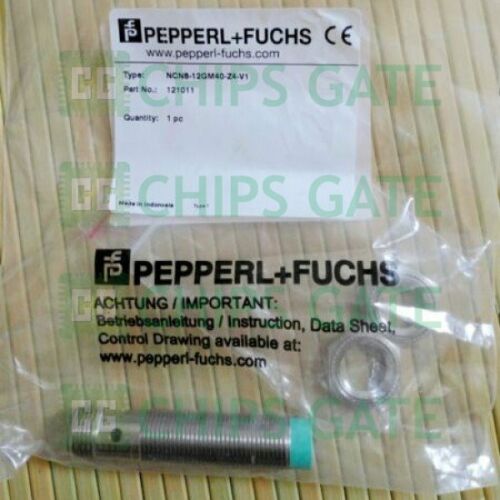 PEPPERL+FUCHS CE
www.pepperl-fuchs.com
Type: NCN8-12GM40-Z4-V1
Part No.: 121011
CHIPS GATE
Quantity: 1 pc
CHIPS GATE
Made in Indonesia
PEPPERL+FUCHS
CHIPS GATE
ACHTUNG / IMPORTANT:
Betriebsanleitung / Instruction, Data Sheet,
Control Drawing available at:
www.pepperl-fuchs.com
CHIPS GATE